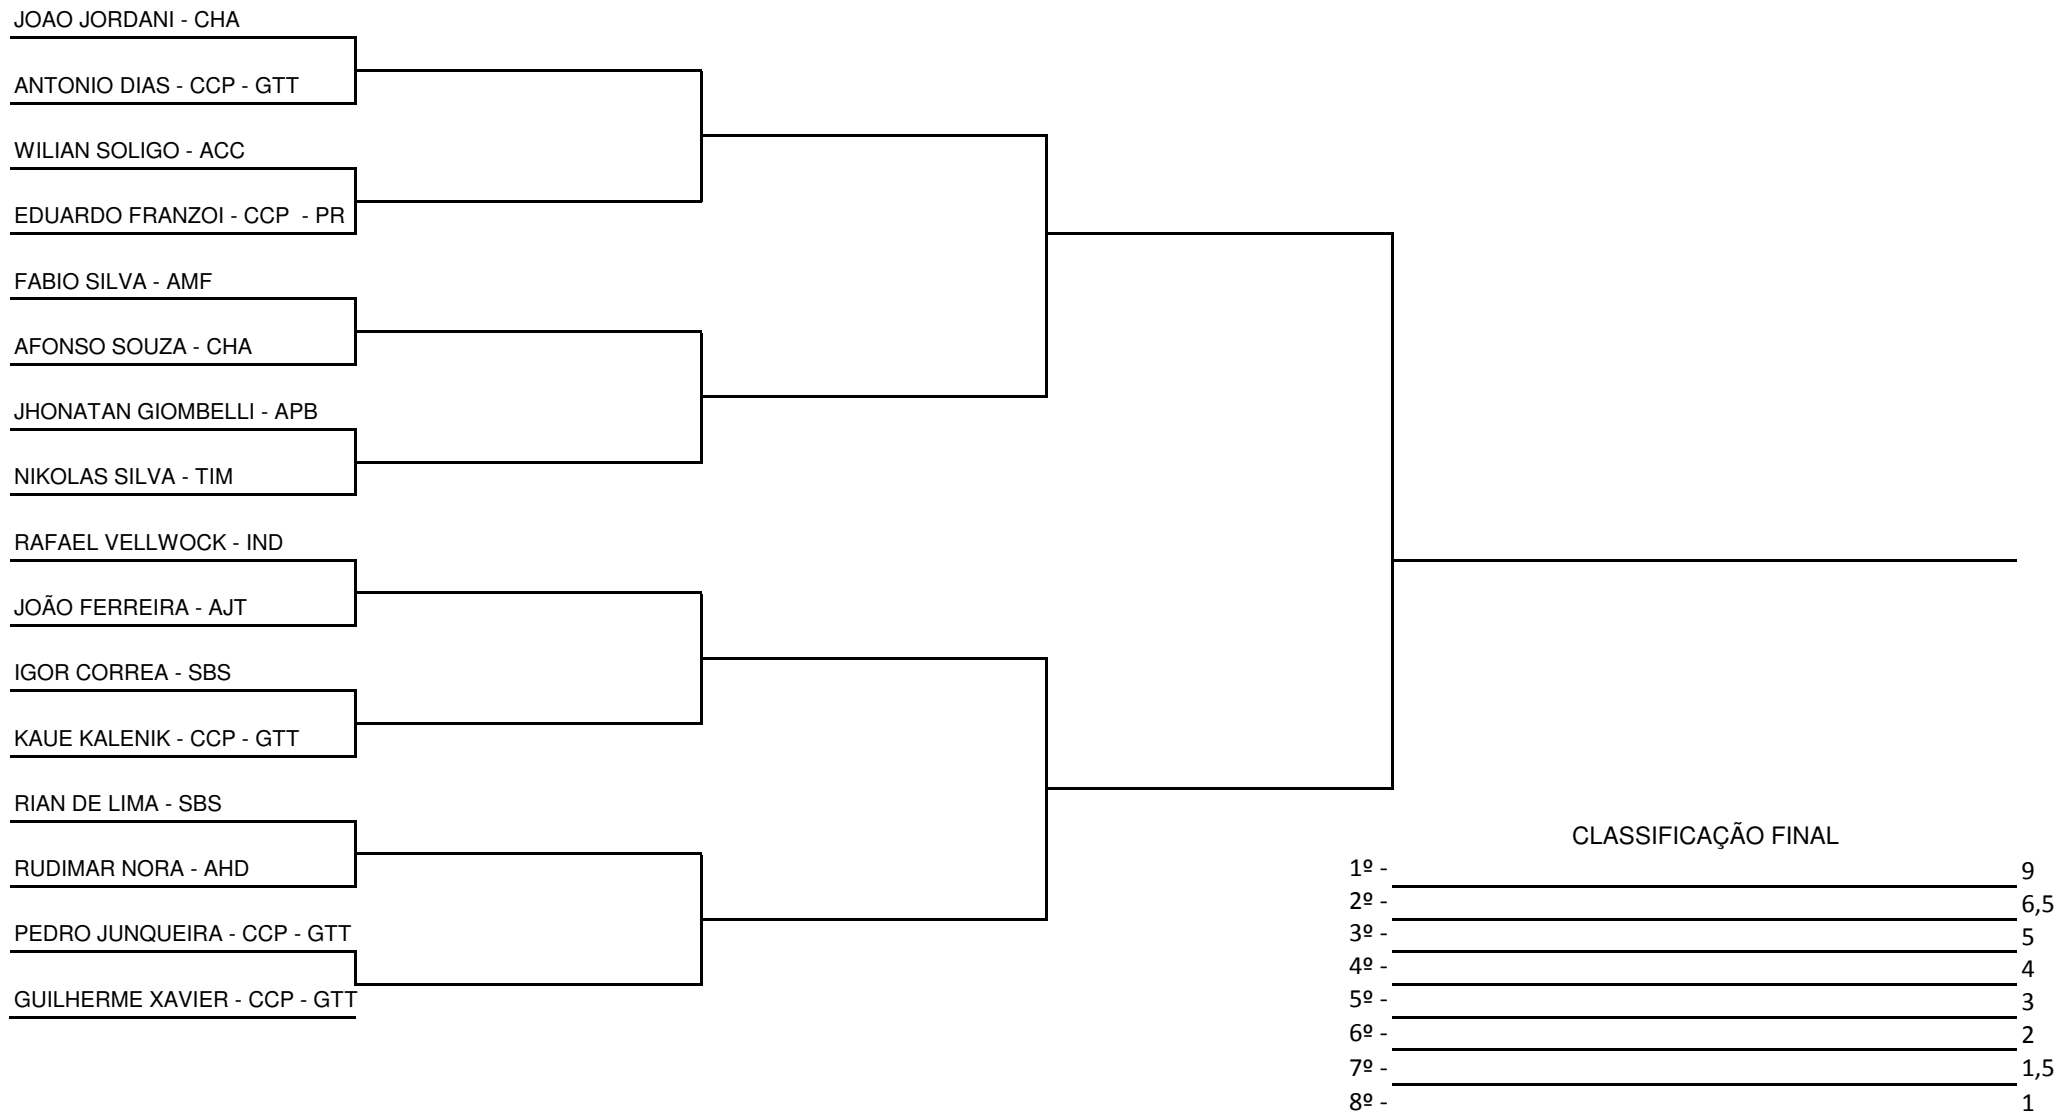 JOAO JORDANI - CHA
ANTONIO DIAS - CCP - GTT
WILIAN SOLIGO - ACC
EDUARDO FRANZOI - CCP  - PR
FABIO SILVA - AMF
AFONSO SOUZA - CHA
JHONATAN GIOMBELLI - APB
NIKOLAS SILVA - TIM
RAFAEL VELLWOCK - IND
JOÃO FERREIRA - AJT
IGOR CORREA - SBS
KAUE KALENIK - CCP - GTT
RIAN DE LIMA - SBS
RUDIMAR NORA - AHD
PEDRO JUNQUEIRA - CCP - GTT
GUILHERME XAVIER - CCP - GTT
CLASSIFICAÇÃO FINAL
1º - 9
2º - 6,5
3º - 5
4º - 4
5º - 3
6º - 2
7º - 1,5
8º - 1